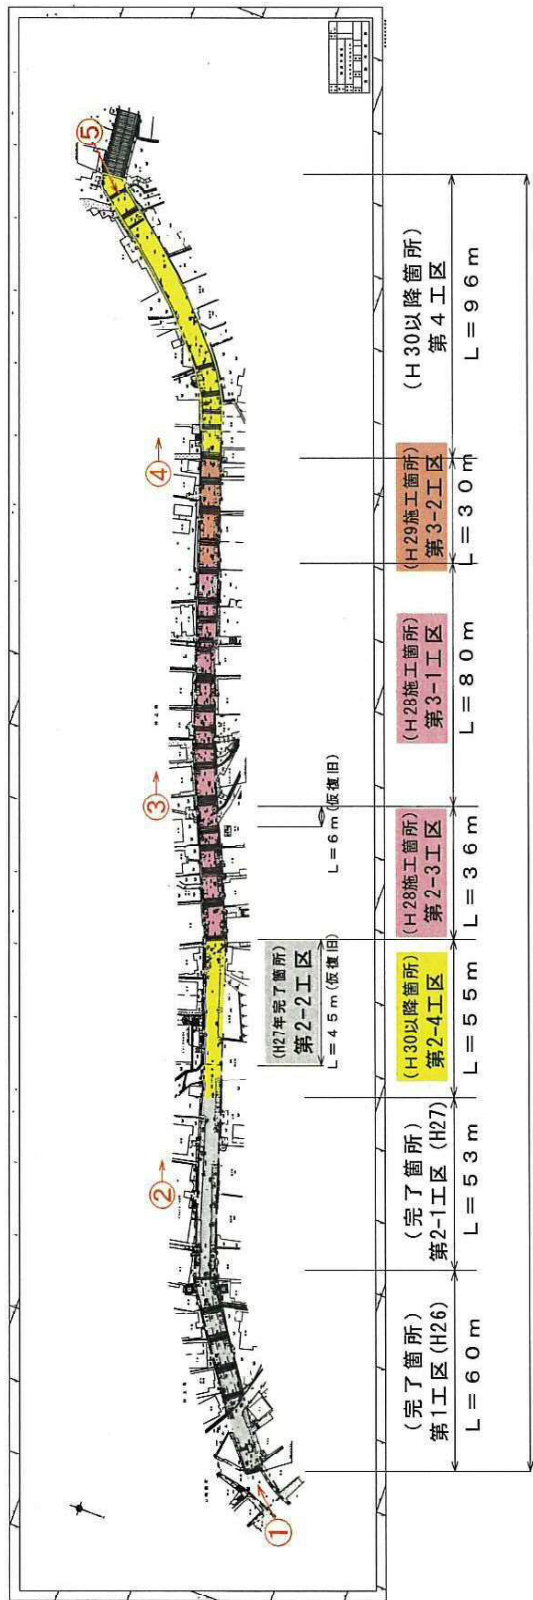 ①
②
③
④
⑤
L=6m(仮復旧)
(H27年完了箇所)
第2-2工区
L=45m(仮復旧)
(完了箇所)
第1工区(H26)
L=60m
(完了箇所)
第2-1工区(H27)
L=53m
(H30以降箇所)
第2-4工区
L=55m
(H28施工箇所)
第2-3工区
L=36m
(H28施工箇所)
第3-1工区
L=80m
(H29施工箇所)
第3-2工区
L=30m
(H30以降箇所)
第4工区
L=96m